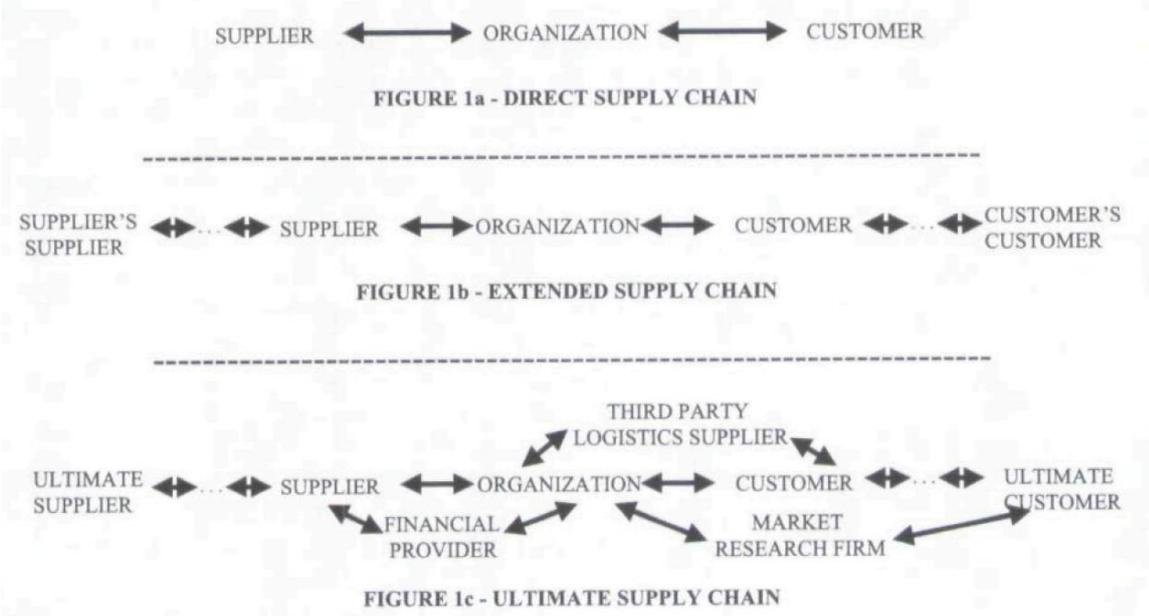 SUPPLIER ORGANIZATION CUSTOMER
FIGURE 1a - DIRECT SUPPLY CHAIN
SUPPLIER'S
SUPPLIER
... SUPPLIER ORGANIZATION CUSTOMER ...
CUSTOMER'S
CUSTOMER
FIGURE 1b - EXTENDED SUPPLY CHAIN
THIRD PARTY
LOGISTICS SUPPLIER
ULTIMATE
SUPPLIER
... SUPPLIER ORGANIZATION CUSTOMER ...
ULTIMATE
CUSTOMER
FINANCIAL
PROVIDER
MARKET
RESEARCH FIRM
FIGURE 1c - ULTIMATE SUPPLY CHAIN